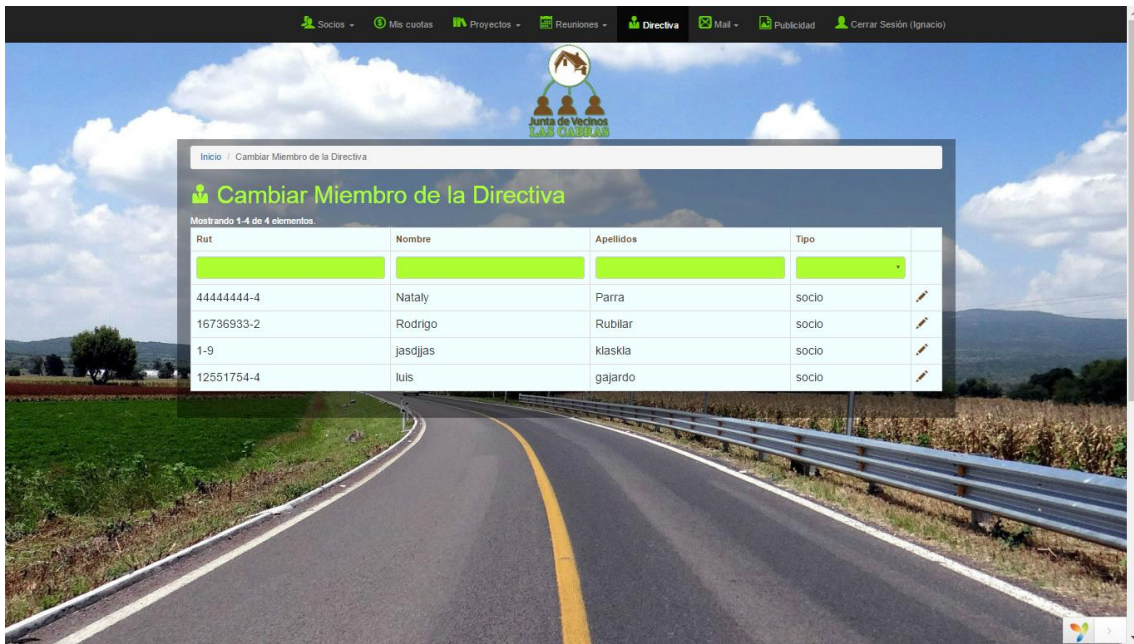 Socios Mis cuotas Proyectos Reuniones Directiva Mail Publicidad Cerrar Sesión (Ignacio)
Junta de Vecinos
LAS CABRAS
Inicio / Cambiar Miembro de la Directiva
Cambiar Miembro de la Directiva
Mostrando 1-4 de 4 elementos.
Rut Nombre Apellidos Tipo
44444444-4 Nataly Parra socio
16736933-2 Rodrigo Rubilar socio
1-9 jasdjjas klaskla socio
12551754-4 luis gajardo socio